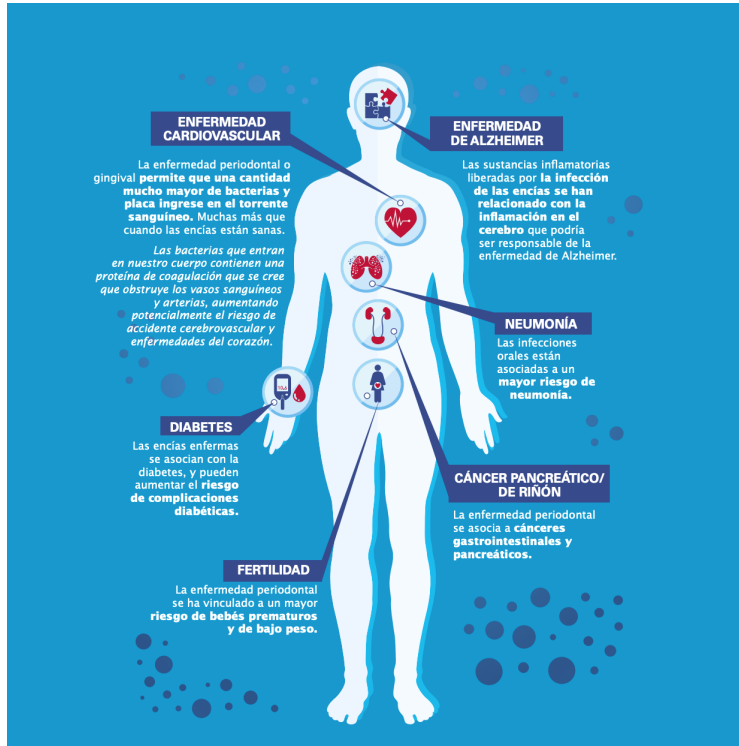 ENFERMEDAD
CARDIOVASCULAR
La enfermedad periodontal o
gingival permite que una cantidad
mucho mayor de bacterias y
placa ingrese en el torrente
sanguíneo. Muchas más que
cuando las encías están sanas.
Las bacterias que entran
en nuestro cuerpo contienen una
proteína de coagulación que se cree
que obstruye los vasos sanguíneos
y arterias, aumentando
potencialmente el riesgo de
accidente cerebrovascular y
enfermedades del corazón.
ENFERMEDAD
DE ALZHEIMER
Las sustancias inflamatorias
liberadas por la infección
de las encías se han
relacionado con la
inflamación en el
cerebro que podría
ser responsable de la
enfermedad de Alzheimer.
NEUMONÍA
Las infecciones
orales están
asociadas a un
mayor riesgo de
neumonía.
DIABETES
Las encías enfermas
se asocian con la
diabetes, y pueden
aumentar el riesgo
de complicaciones
diabéticas.
CÁNCER PANCREÁTICO/
DE RIÑÓN
La enfermedad periodontal
se asocia a cánceres
gastrointestinales y
pancreáticos.
FERTILIDAD
La enfermedad periodontal
se ha vinculado a un mayor
riesgo de bebés prematuros
y de bajo peso.